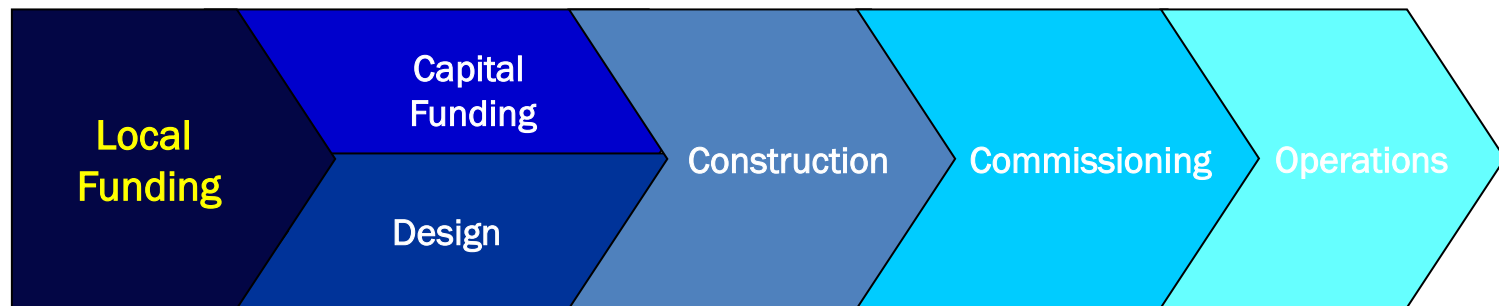 Local
Funding
Capital
Funding
Design
Construction
Commissioning
Operations